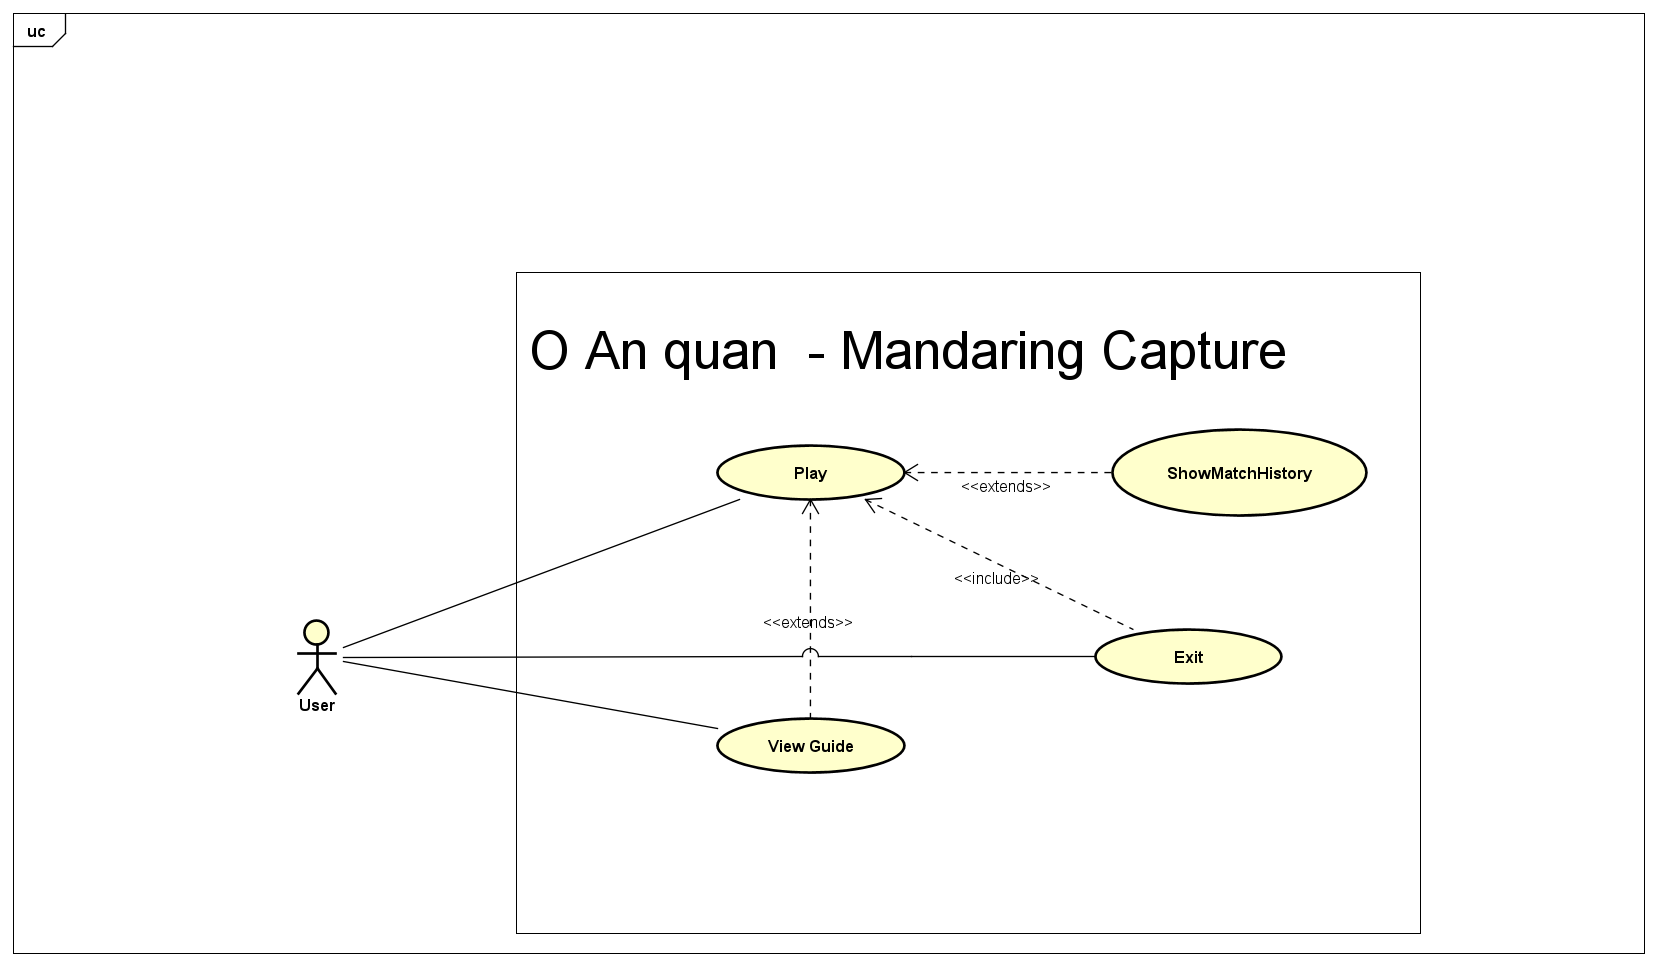 uc
O An quan  - Mandaring Capture
Play
ShowMatchHistory
<<extends>>
<<include>>
<<extends>>
Exit
User
View Guide